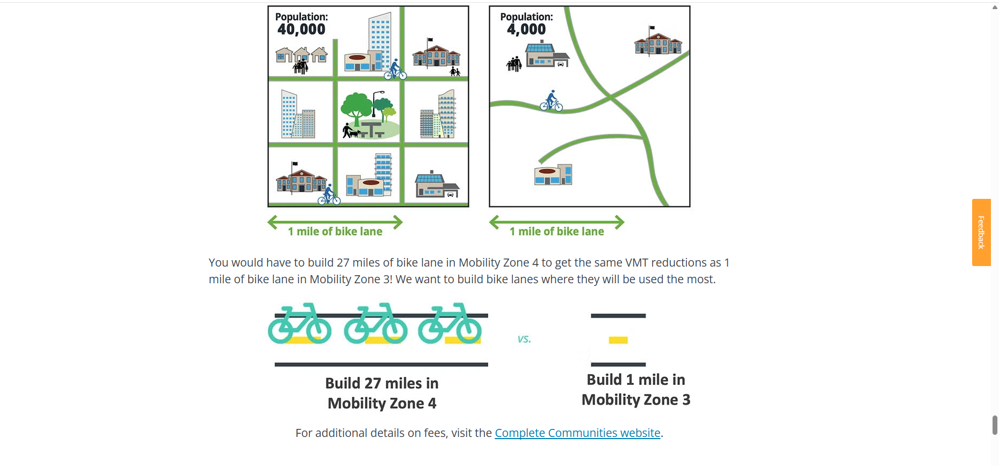 Population:
40,000
Population:
4,000
1 mile of bike lane
1 mile of bike lane
You would have to build 27 miles of bike lane in Mobility Zone 4 to get the same VMT reductions as 1
mile of bike lane in Mobility Zone 3! We want to build bike lanes where they will be used the most.
vs.
Build 27 miles in
Mobility Zone 4
Build 1 mile in
Mobility Zone 3
For additional details on fees, visit the Complete Communities website.
Feedback